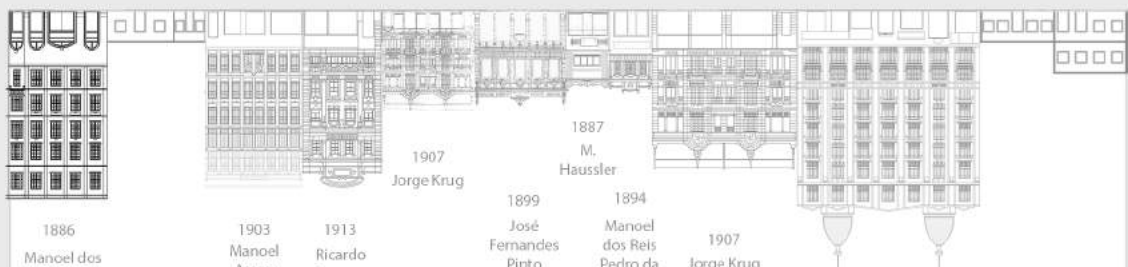 1886
Manoel dos
1903
Manoel
1913
Ricardo
1907
Jorge Krug
1899
José
Fernandes
Pinto
1887
M.
Haussler
1894
Manoel
dos Reis
Pedro da
1907
Jorge Krug